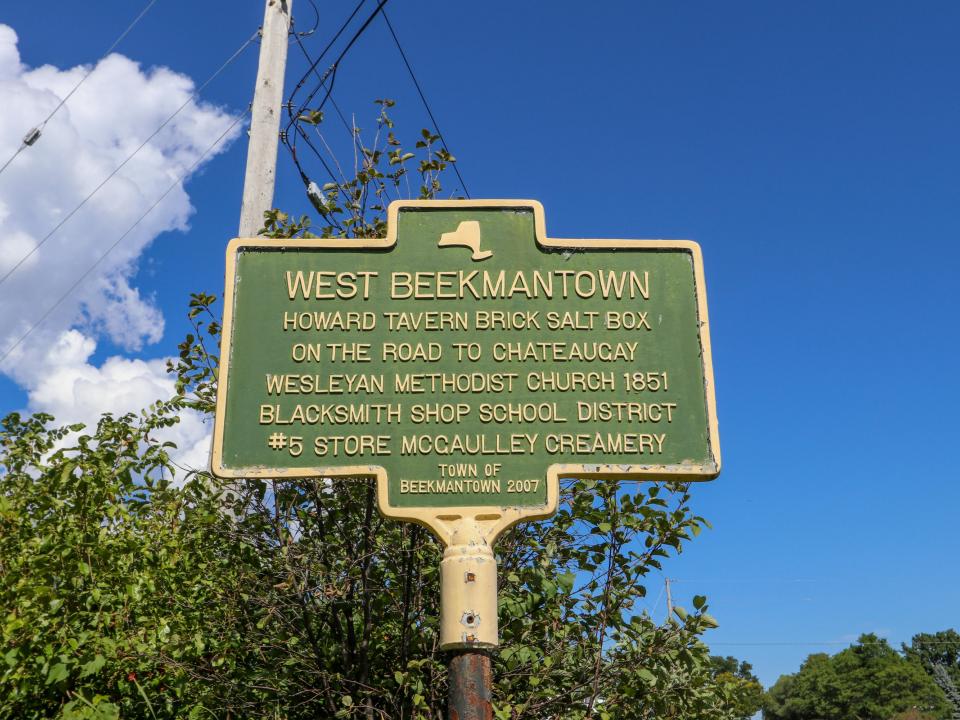 WEST BEEKMANTOWN
HOWARD TAVERN BRICK SALT BOX
ON THE ROAD TO CHATEAUGAY
WESLEYAN METHODIST CHURCH 1851
BLACKSMITH SHOP SCHOOL DISTRICT
#5 STORE MCGAULLEY CREAMERY
TOWN OF
BEEKMANTOWN 2007